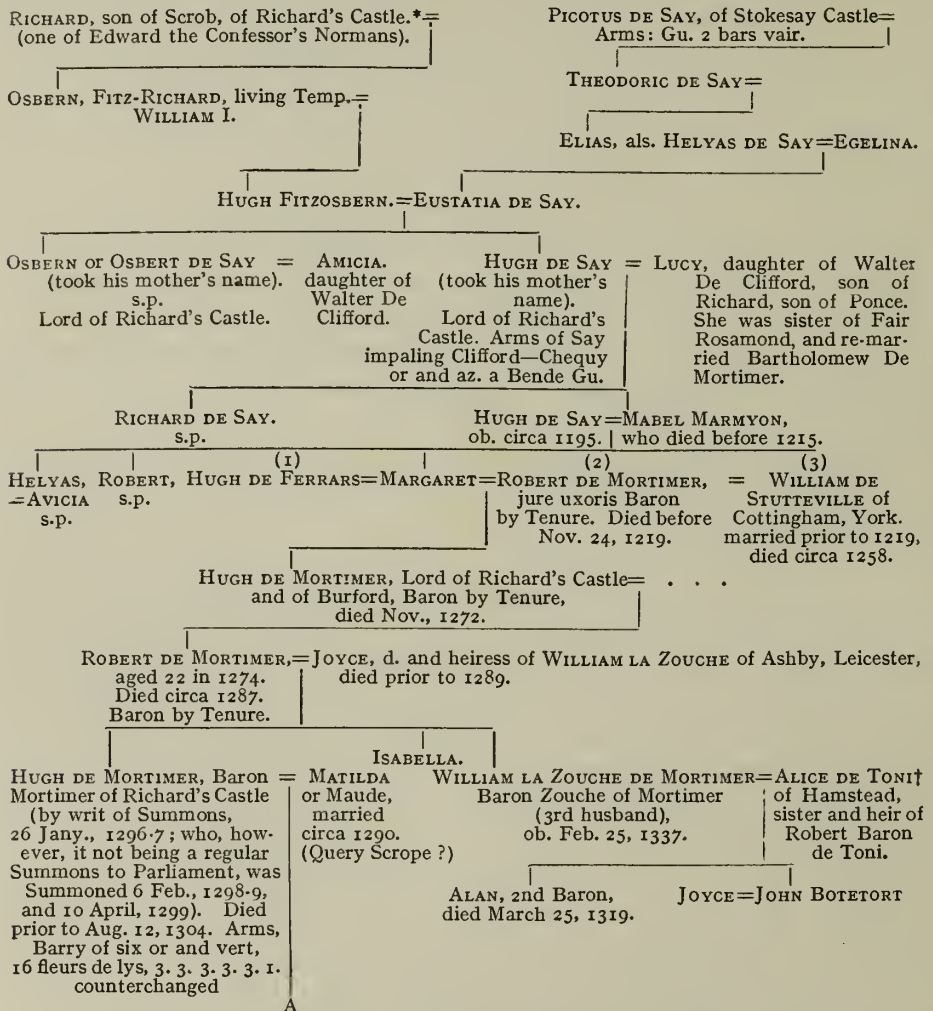 RICHARD, son of Scrob, of Richard's Castle.*=
(one of Edward the Confessor's Normans).
PICOTUS DE SAY, of Stokesay Castle=
Arms: Gu. 2 bars vair.
THEODORIC DE SAY=
OSBERN, FITZ-RICHARD, living Temp.=
WILLIAM I.
ELIAS, als. HELYAS DE SAY=EGELINA.
HUGH FITZOSBERN.=EUSTATIA DE SAY.
OSBERN or OSBERT DE SAY =
(took his mother's name).
s.p.
Lord of Richard's Castle.
AMICIA.
daughter of
Walter De
Clifford.
HUGH DE SAY =
(took his mother's
name).
Lord of Richard's
Castle. Arms of Say
impaling Clifford—Chequy
or and az. a Bende Gu.
LUCY, daughter of Walter
De Clifford, son of
Richard, son of Ponce.
She was sister of Fair
Rosamond, and re-mar-
ried Bartholomew De
Mortimer.
RICHARD DE SAY.
s.p.
HUGH DE SAY=MABEL MARMYON,
ob. circa 1195. | who died before 1215.
HELYAS,
=AVICIA
s.p.
ROBERT,
s.p.
(1)
HUGH DE FERRARS=MARGARET=
(2)
ROBERT DE MORTIMER, =
jure uxoris Baron
by Tenure. Died before
Nov. 24, 1219.
(3)
WILLIAM DE
STUTTEVILLE of
Cottingham, York.
married prior to 1219,
died circa 1258.
HUGH DE MORTIMER, Lord of Richard's Castle= . . .
and of Burford, Baron by Tenure,
died Nov., 1272.
ROBERT DE MORTIMER,=
aged 22 in 1274.
Died circa 1287.
Baron by Tenure.
JOYCE, d. and heiress of WILLIAM LA ZOUCHE of Ashby, Leicester,
died prior to 1289.
ISABELLA.
HUGH DE MORTIMER, Baron =
Mortimer of Richard's Castle
(by writ of Summons,
26 Jany., 1296-7; who, how-
ever, it not being a regular
Summons to Parliament, was
Summoned 6 Feb., 1298-9,
and 10 April, 1299). Died
prior to Aug. 12, 1304. Arms,
Barry of six or and vert,
16 fleurs de lys, 3. 3. 3. 3. 3. 1.
counterchanged
MATILDA
or Maude,
married
circa 1290.
(Query Scrope ?)
WILLIAM LA ZOUCHE DE MORTIMER=
Baron Zouche of Mortimer
(3rd husband),
ob. Feb. 25, 1337.
ALICE DE TONI†
of Hamstead,
sister and heir of
Robert Baron
de Toni.
ALAN, 2nd Baron,
died March 25, 1319.
JOYCE=JOHN BOTETORT
A